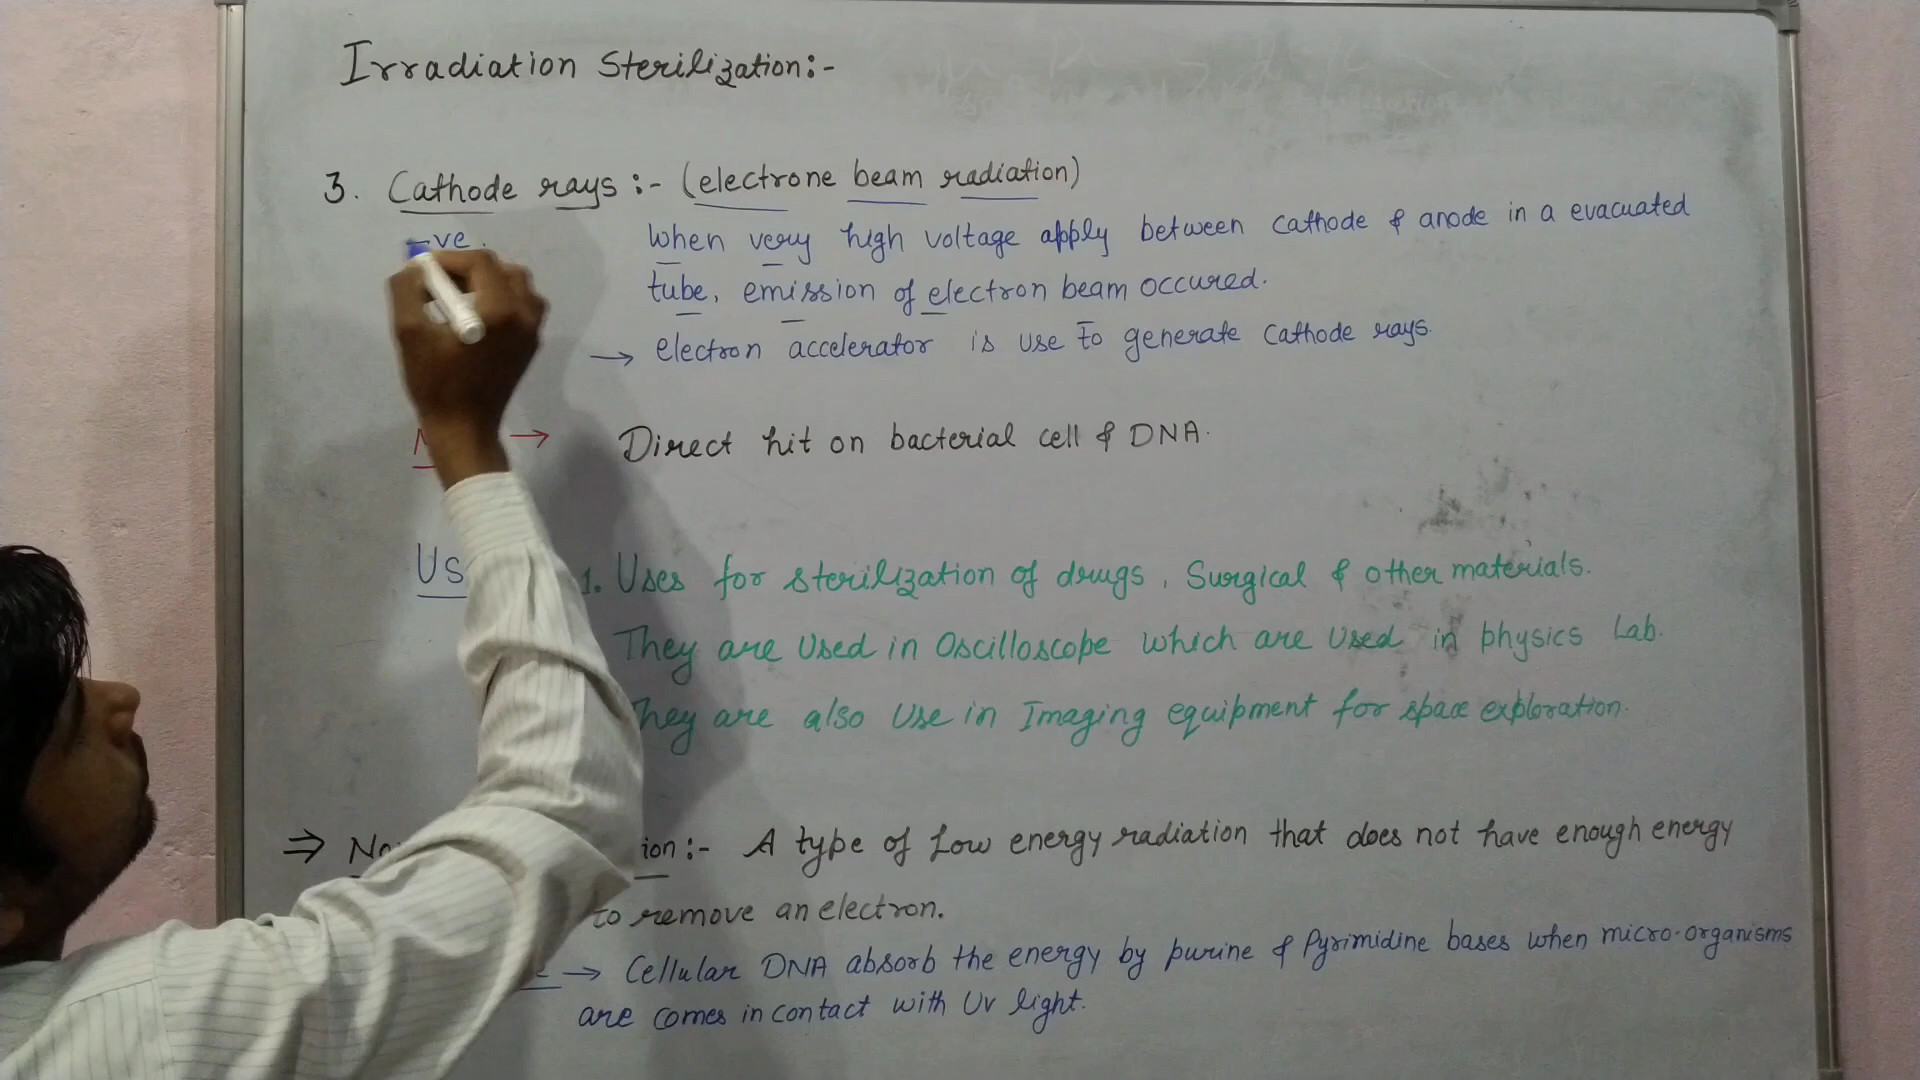 Irradiation Sterilization:-
3. Cathode rays :- (electrone beam radiation)
-ve.
When very high voltage apply between cathode & anode in a evacuated
tube, emission of electron beam occured.
→ electron accelerator is use to generate cathode rays.
→ Direct hit on bacterial cell & DNA.
Us
1. Uses for sterilization of drugs, Surgical & other materials.
They are used in Oscilloscope which are used in physics Lab.
They are also use in Imaging equipment for space exploration.
⇒ No ion :- A type of Low energy radiation that does not have enough energy
to remove an electron.
→ Cellular DNA absorb the energy by purine & Pyrimidine bases when micro-organisms
are comes in contact with Uv light.